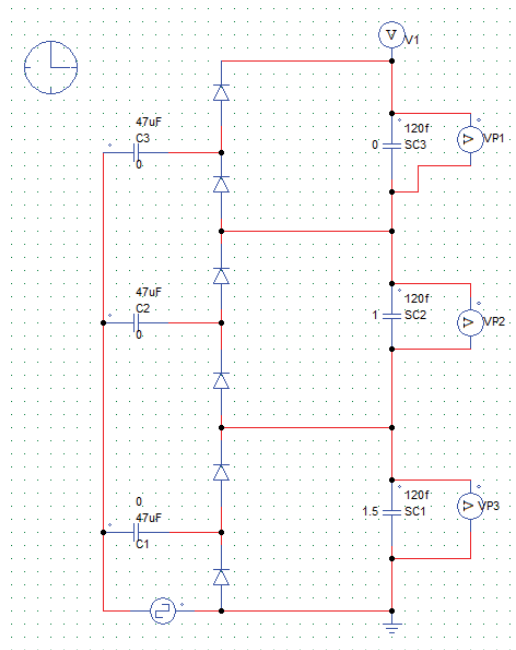 V V1
47uF
C3
0
120f
0 SC3
V VP1
47uF
C2
0
120f
1 SC2
V VP2
0
47uF
C1
120f
1.5 SC1
V VP3